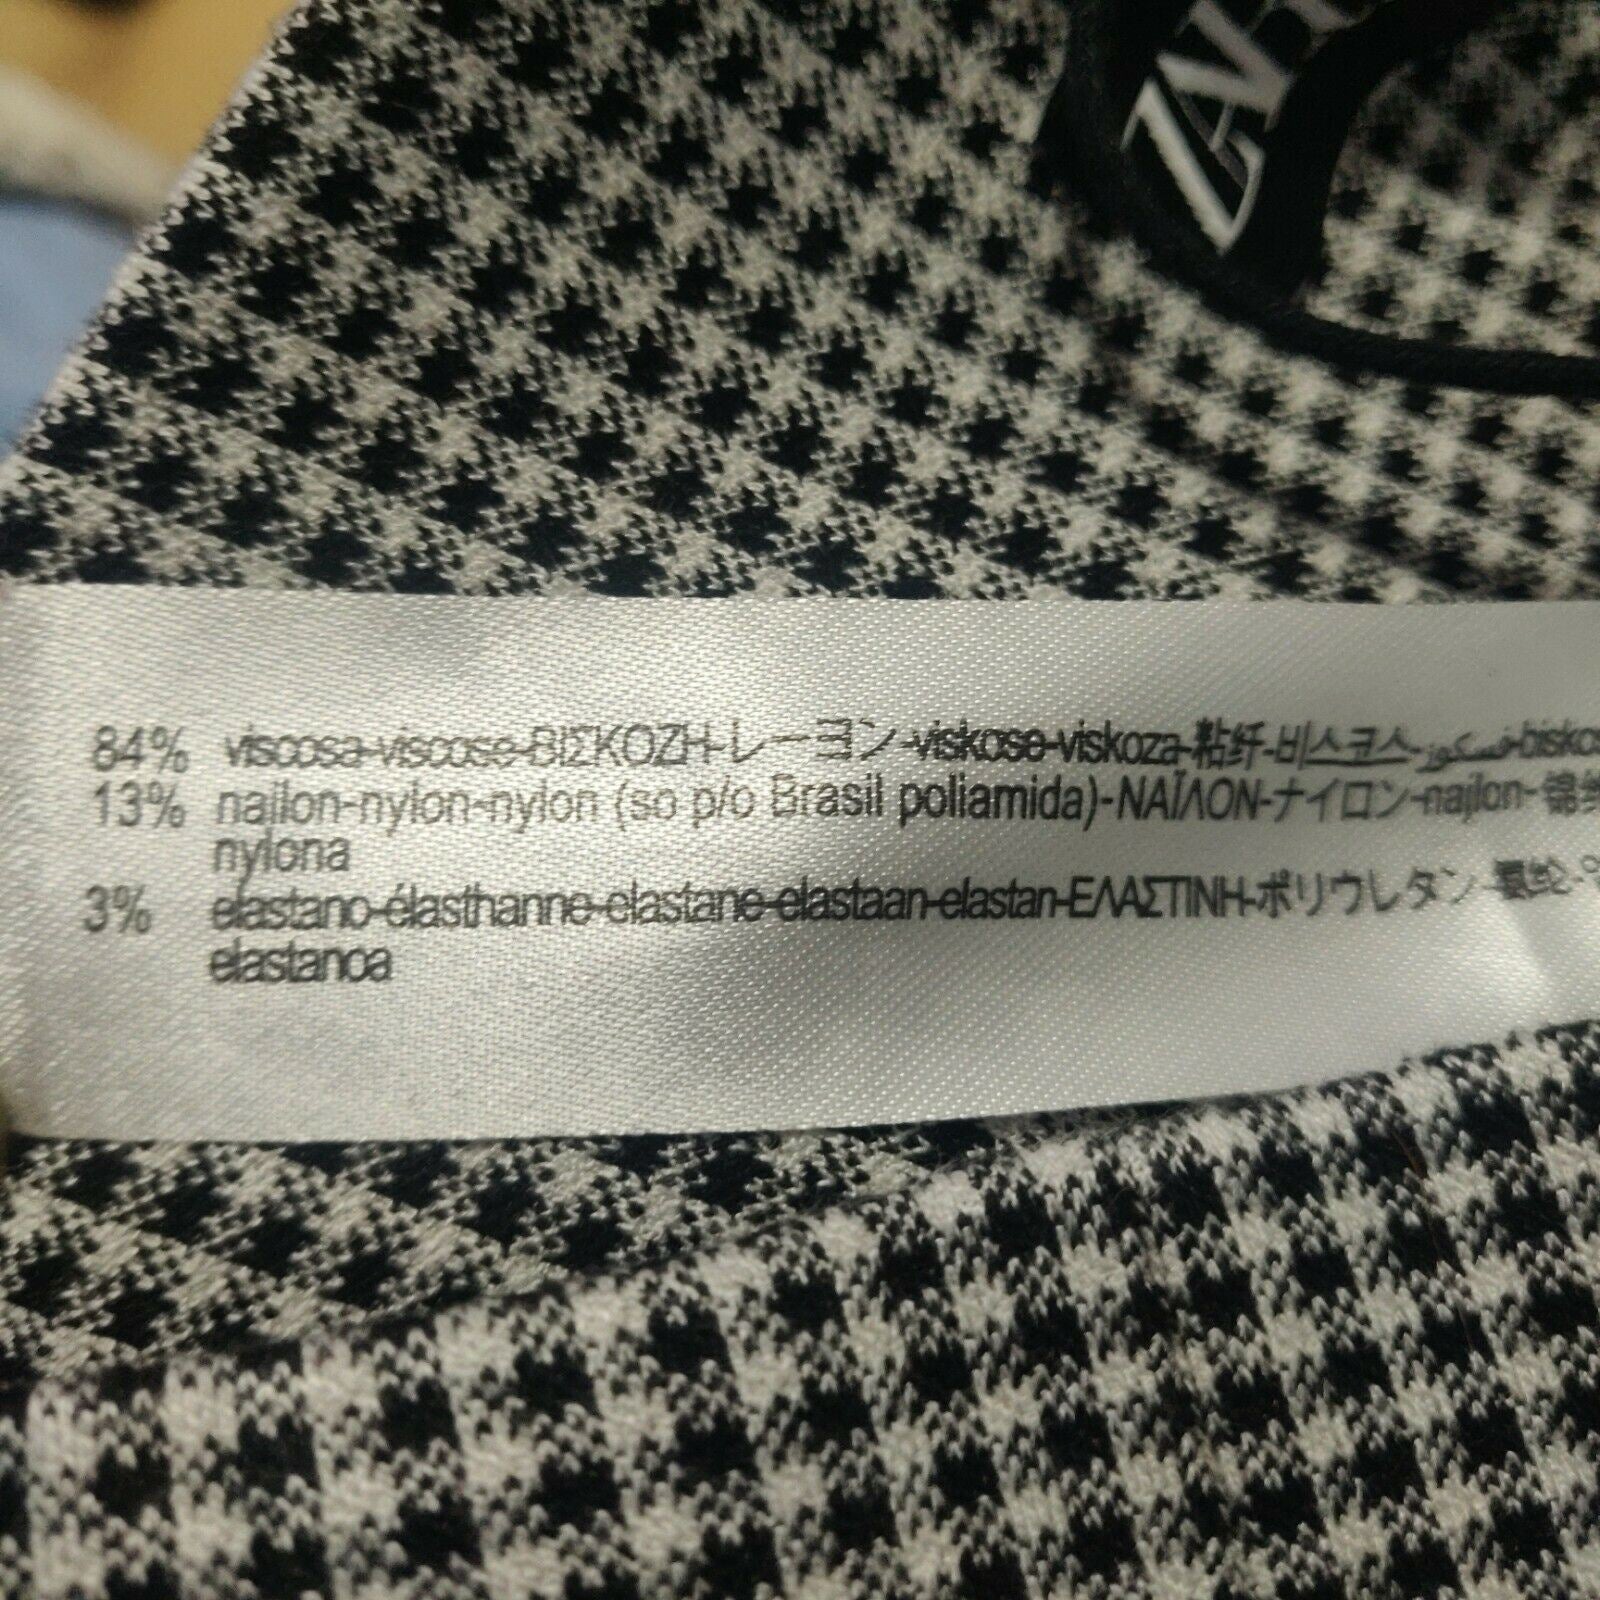 ZARA
84% viscosa-viscose-ΒΙΣΚΟΖΗ-レーヨン-viskose-viskoza-粘纤-비스코스-فسكوز-
13% nailon-nylon-nylon (so p/o Brasil poliamida)-ΝΑΪΛΟΝ-ナイロン-najlon-
nylona
3% elastano-élasthanne-elastane-elastaan-elastan-ΕΛΑΣΤΙΝΗ-ポリウレタン-
elastanoa